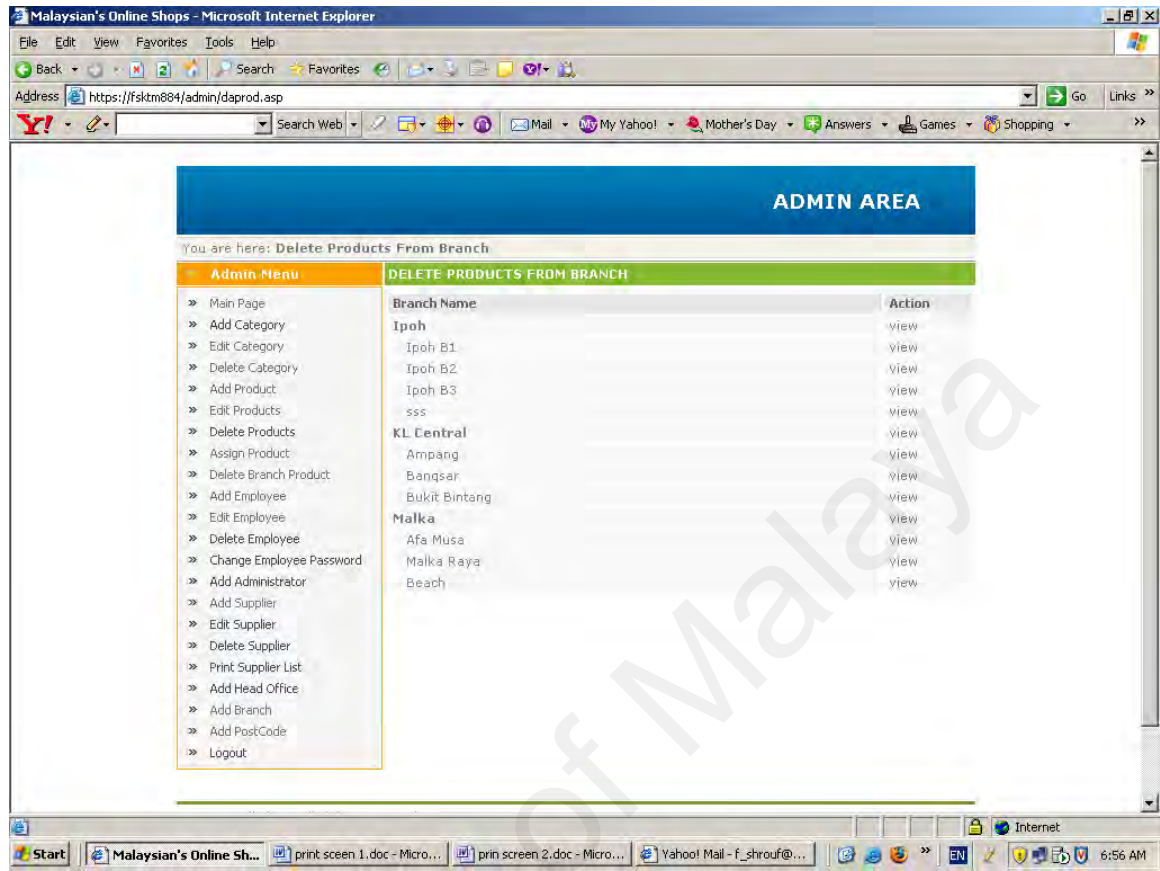 Malaysian's Online Shops - Microsoft Internet Explorer
File Edit View Favorites Tools Help
Back Search Favorites
Address https://fsktm884/admin/daprod.asp Go Links »
Y! Search Web Mail My Yahoo! Mother's Day Answers Games Shopping »
ADMIN AREA
You are here: Delete Products From Branch
Admin Menu
» Main Page
» Add Category
» Edit Category
» Delete Category
» Add Product
» Edit Products
» Delete Products
» Assign Product
» Delete Branch Product
» Add Employee
» Edit Employee
» Delete Employee
» Change Employee Password
» Add Administrator
» Add Supplier
» Edit Supplier
» Delete Supplier
» Print Supplier List
» Add Head Office
» Add Branch
» Add PostCode
» Logout
DELETE PRODUCTS FROM BRANCH
Branch Name Action
Ipoh view
Ipoh B1 view
Ipoh B2 view
Ipoh B3 view
sss view
KL Central view
Ampang view
Bangsar view
Bukit Bintang view
Malka view
Afa Musa view
Malka Raya view
Beach view
of Malaya
Internet
Start Malaysian's Online Sh... print sceen 1.doc - Micro... prin screen 2.doc - Micro... Yahoo! Mail - f_shrouf@... » EN 6:56 AM